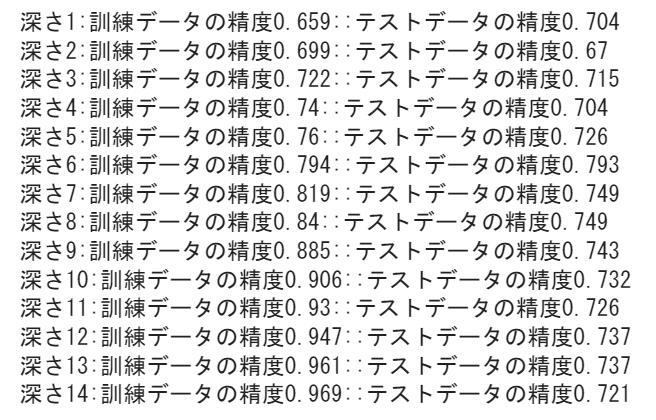 深さ1:訓練データの精度0.659::テストデータの精度0.704
深さ2:訓練データの精度0.699::テストデータの精度0.67
深さ3:訓練データの精度0.722::テストデータの精度0.715
深さ4:訓練データの精度0.74::テストデータの精度0.704
深さ5:訓練データの精度0.76::テストデータの精度0.726
深さ6:訓練データの精度0.794::テストデータの精度0.793
深さ7:訓練データの精度0.819::テストデータの精度0.749
深さ8:訓練データの精度0.84::テストデータの精度0.749
深さ9:訓練データの精度0.885::テストデータの精度0.743
深さ10:訓練データの精度0.906::テストデータの精度0.732
深さ11:訓練データの精度0.93::テストデータの精度0.726
深さ12:訓練データの精度0.947::テストデータの精度0.737
深さ13:訓練データの精度0.961::テストデータの精度0.737
深さ14:訓練データの精度0.969::テストデータの精度0.721